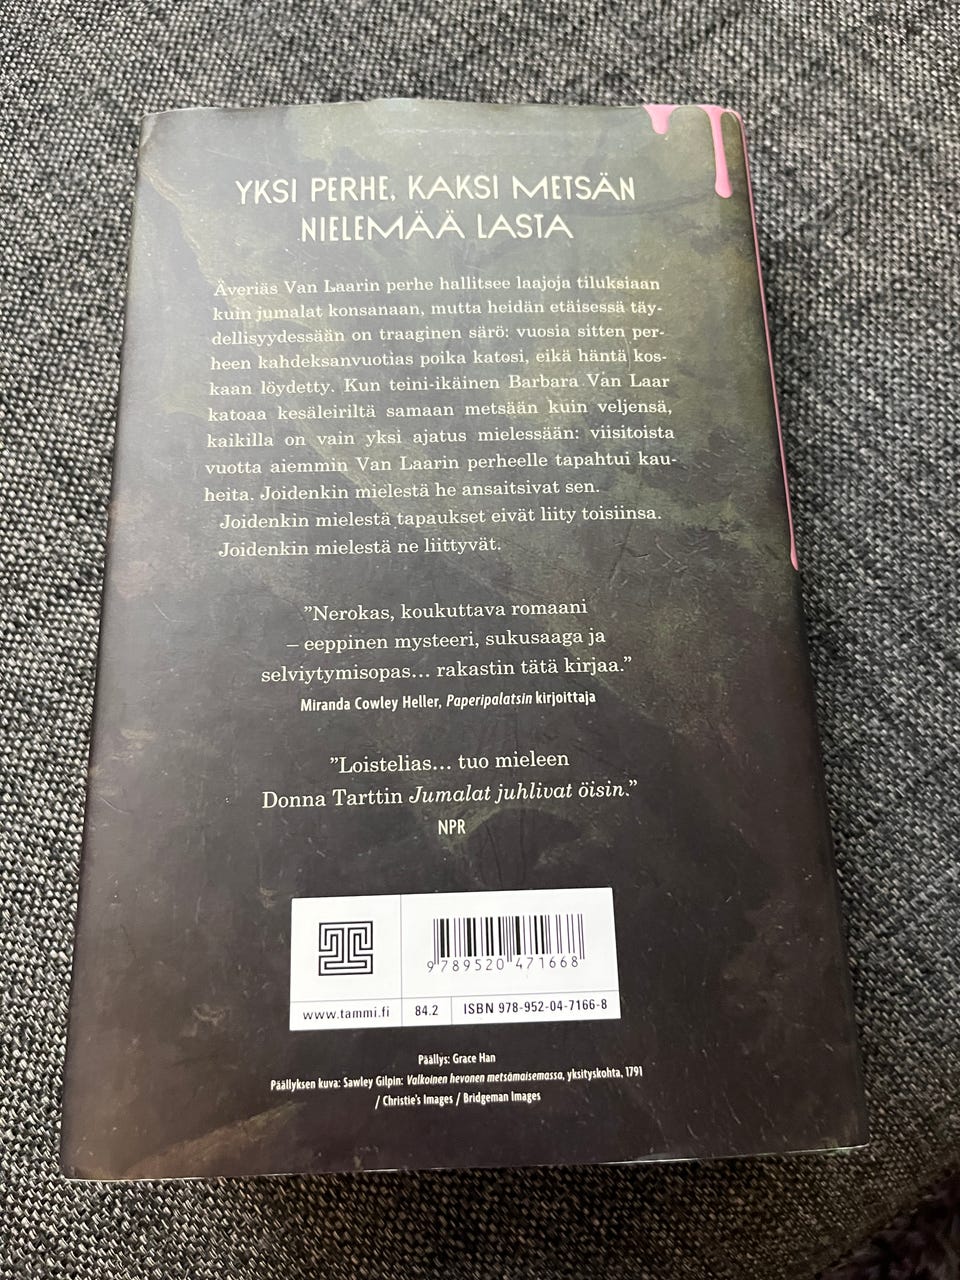 YKSI PERHE, KAKSI METSÄN
NIELEMÄÄ LASTA
Äveriäs Van Laarin perhe hallitsee laajoja tiluksiaan
kuin jumalat konsanaan, mutta heidän etäisessä täy-
dellisyydessään on traaginen särö: vuosia sitten per-
heen kahdeksanvuotias poika katosi, eikä häntä kos-
kaan löydetty. Kun teini-ikäinen Barbara Van Laar
katoaa kesäleiriltä samaan metsään kuin veljensä,
kaikilla on vain yksi ajatus mielessään: viisitoista
vuotta aiemmin Van Laarin perheelle tapahtui kau-
heita. Joidenkin mielestä he ansaitsivat sen.
Joidenkin mielestä tapaukset eivät liity toisiinsa.
Joidenkin mielestä ne liittyvät.
”Nerokas, koukuttava romaani
– eeppinen mysteeri, sukusaaga ja
selviytymisopas... rakastin tätä kirjaa.”
Miranda Cowley Heller, Paperipalatsin kirjoittaja
”Loistelias... tuo mieleen
Donna Tarttin Jumalat juhlivat öisin.”
NPR
9 789520 471668
www.tammi.fi 84.2 ISBN 978-952-04-7166-8
Päällys: Grace Han
Päällyksen kuva: Sawley Gilpin: Valkoinen hevonen metsämaisemassa, yksityiskohta, 1791
/ Christie's Images / Bridgeman Images